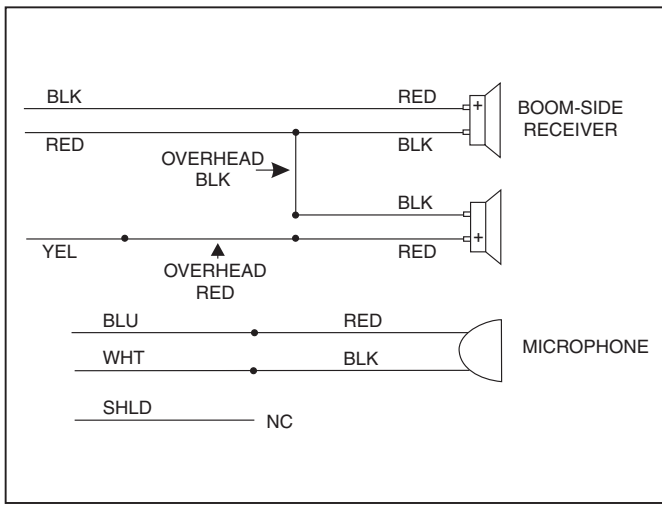 BLK RED
BOOM-SIDE
RECEIVER
RED BLK
OVERHEAD
BLK
BLK
+
YEL RED
+
OVERHEAD
RED
BLU RED
MICROPHONE
WHT BLK
SHLD NC
+